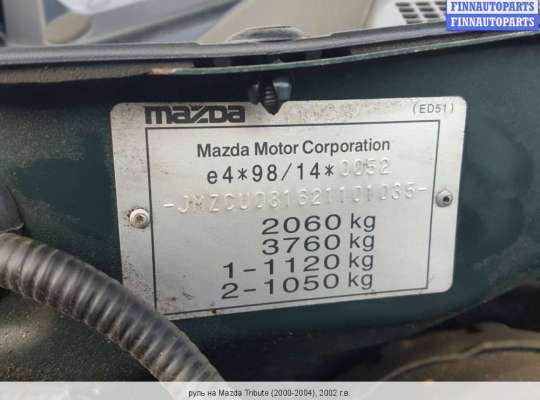 FINNAUTOPARTS
FINNAUTOPARTS
mazda
(ED51)
Mazda Motor Corporation
e4*98/14*0052
2060 kg
3760 kg
1-1120 kg
2-1050 kg
руль на Mazda Tribute (2000-2004), 2002 г.в.